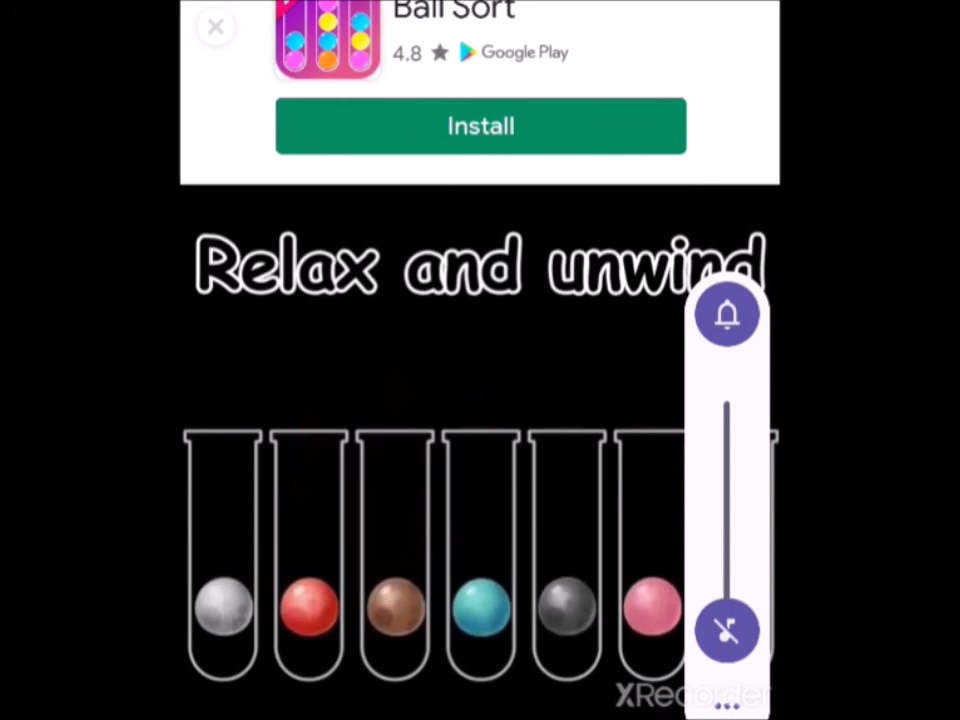 Ball Sort
4.8 ★ Google Play
Install
Relax and unwind
XRecorder